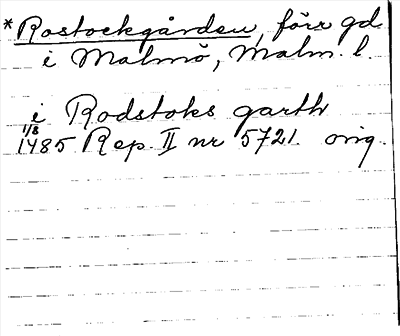 *Rostockgården, förr gd.
i Malmö, Malm. l.
i Rodstoks garth
1/8
1485 Rep. II nr 5721. orig.